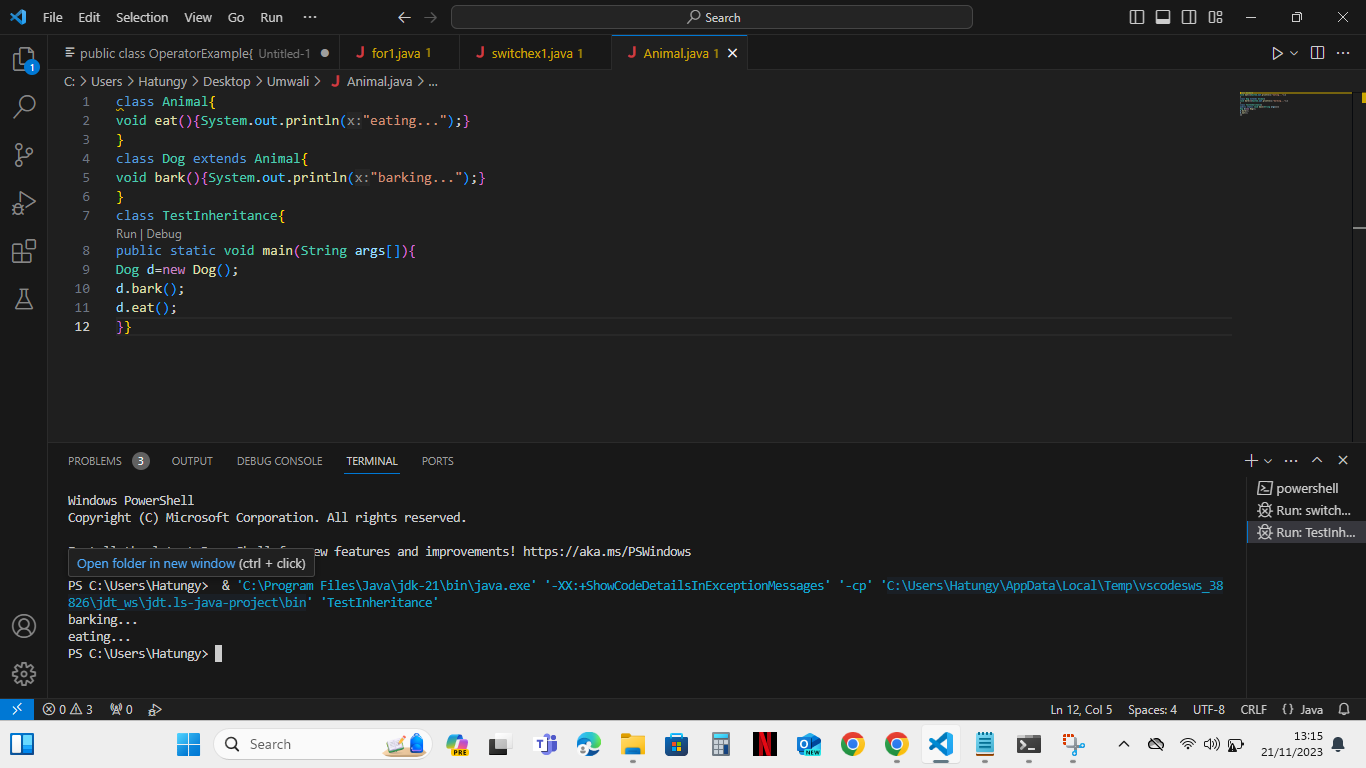 File Edit Selection View Go Run ··· Search
public class OperatorExample{ Untitled-1 for1.java 1 switchex1.java 1 Animal.java 1
C: > Users > Hatungy > Desktop > Umwali > Animal.java > ...
1 class Animal{
2 void eat(){System.out.println(x:"eating...");}
3 }
4 class Dog extends Animal{
5 void bark(){System.out.println(x:"barking...");}
6 }
7 class TestInheritance{
Run | Debug
8 public static void main(String args[]){
9 Dog d=new Dog();
10 d.bark();
11 d.eat();
12 }}
PROBLEMS 3 OUTPUT DEBUG CONSOLE TERMINAL PORTS
powershell
Run: switch...
Run: TestInh...
Windows PowerShell
Copyright (C) Microsoft Corporation. All rights reserved.
new features and improvements! https://aka.ms/PSWindows
Open folder in new window (ctrl + click)
PS C:\Users\Hatungy> & 'C:\Program Files\Java\jdk-21\bin\java.exe' '-XX:+ShowCodeDetailsInExceptionMessages' '-cp' 'C:\Users\Hatungy\AppData\Local\Temp\vscodesws_38
826\jdt_ws\jdt.ls-java-project\bin' 'TestInheritance'
barking...
eating...
PS C:\Users\Hatungy>
0 3 0 Ln 12, Col 5 Spaces: 4 UTF-8 CRLF {} Java
1
Search PRE NEW 13:15
21/11/2023